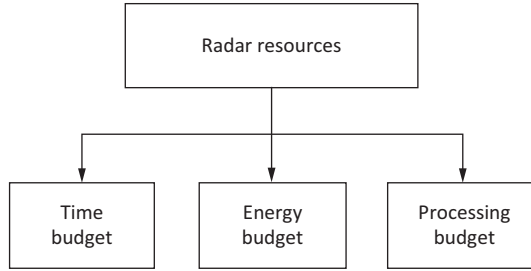 Radar resources
Time
budget
Energy
budget
Processing
budget